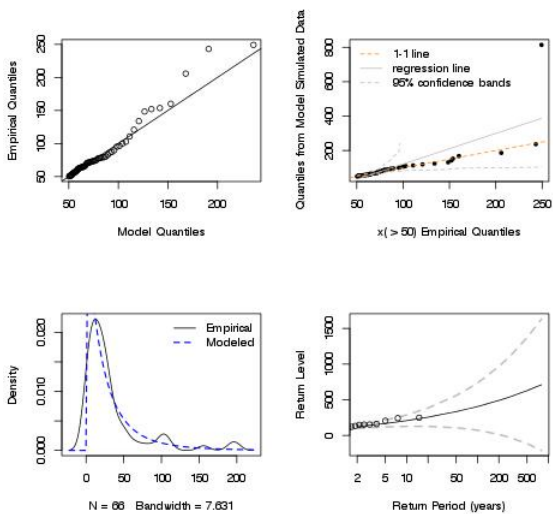 Empirical Quantiles
50 100 150 200 250
50 100 150 200
Model Quantiles
Quantiles from Model Simulated Data
200 400 600 800
1-1 line
regression line
95% confidence bands
50 100 150 200 250
x( > 50) Empirical Quantiles
Density
0.000 0.010 0.020
Empirical
Modeled
0 50 100 150 200
N = 66 Bandwidth = 7.631
Return Level
0 500 1000 1500
2 5 10 50 200 500
Return Period (years)